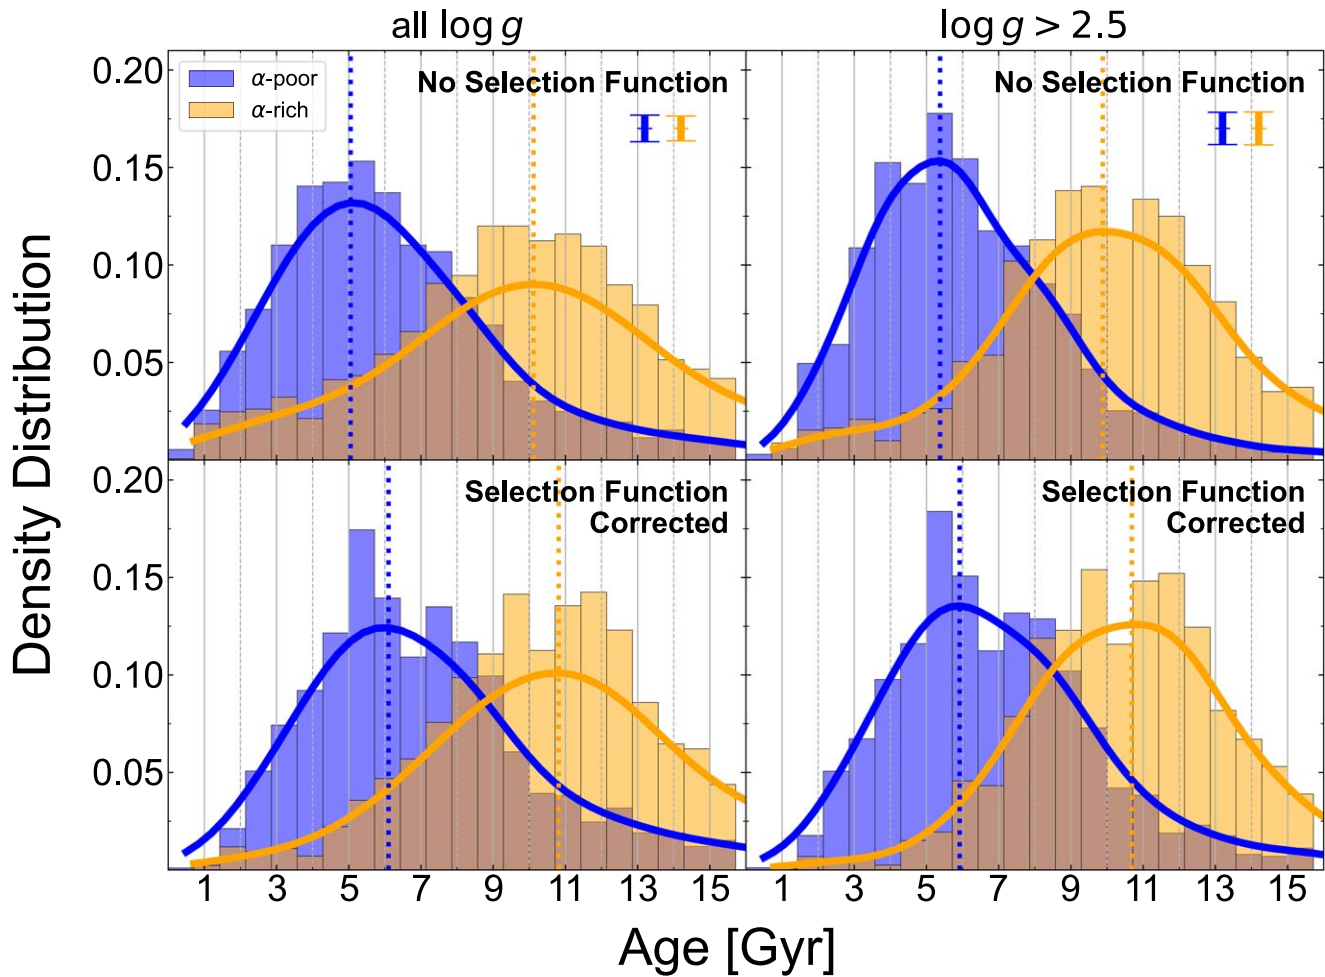 all log g
log g > 2.5
α-poor
α-rich
No Selection Function
No Selection Function
0.20
0.15
0.10
0.05
Selection Function
Corrected
Selection Function
Corrected
0.20
0.15
0.10
0.05
Density Distribution
1 3 5 7 9 11 13 15
1 3 5 7 9 11 13 15
Age [Gyr]